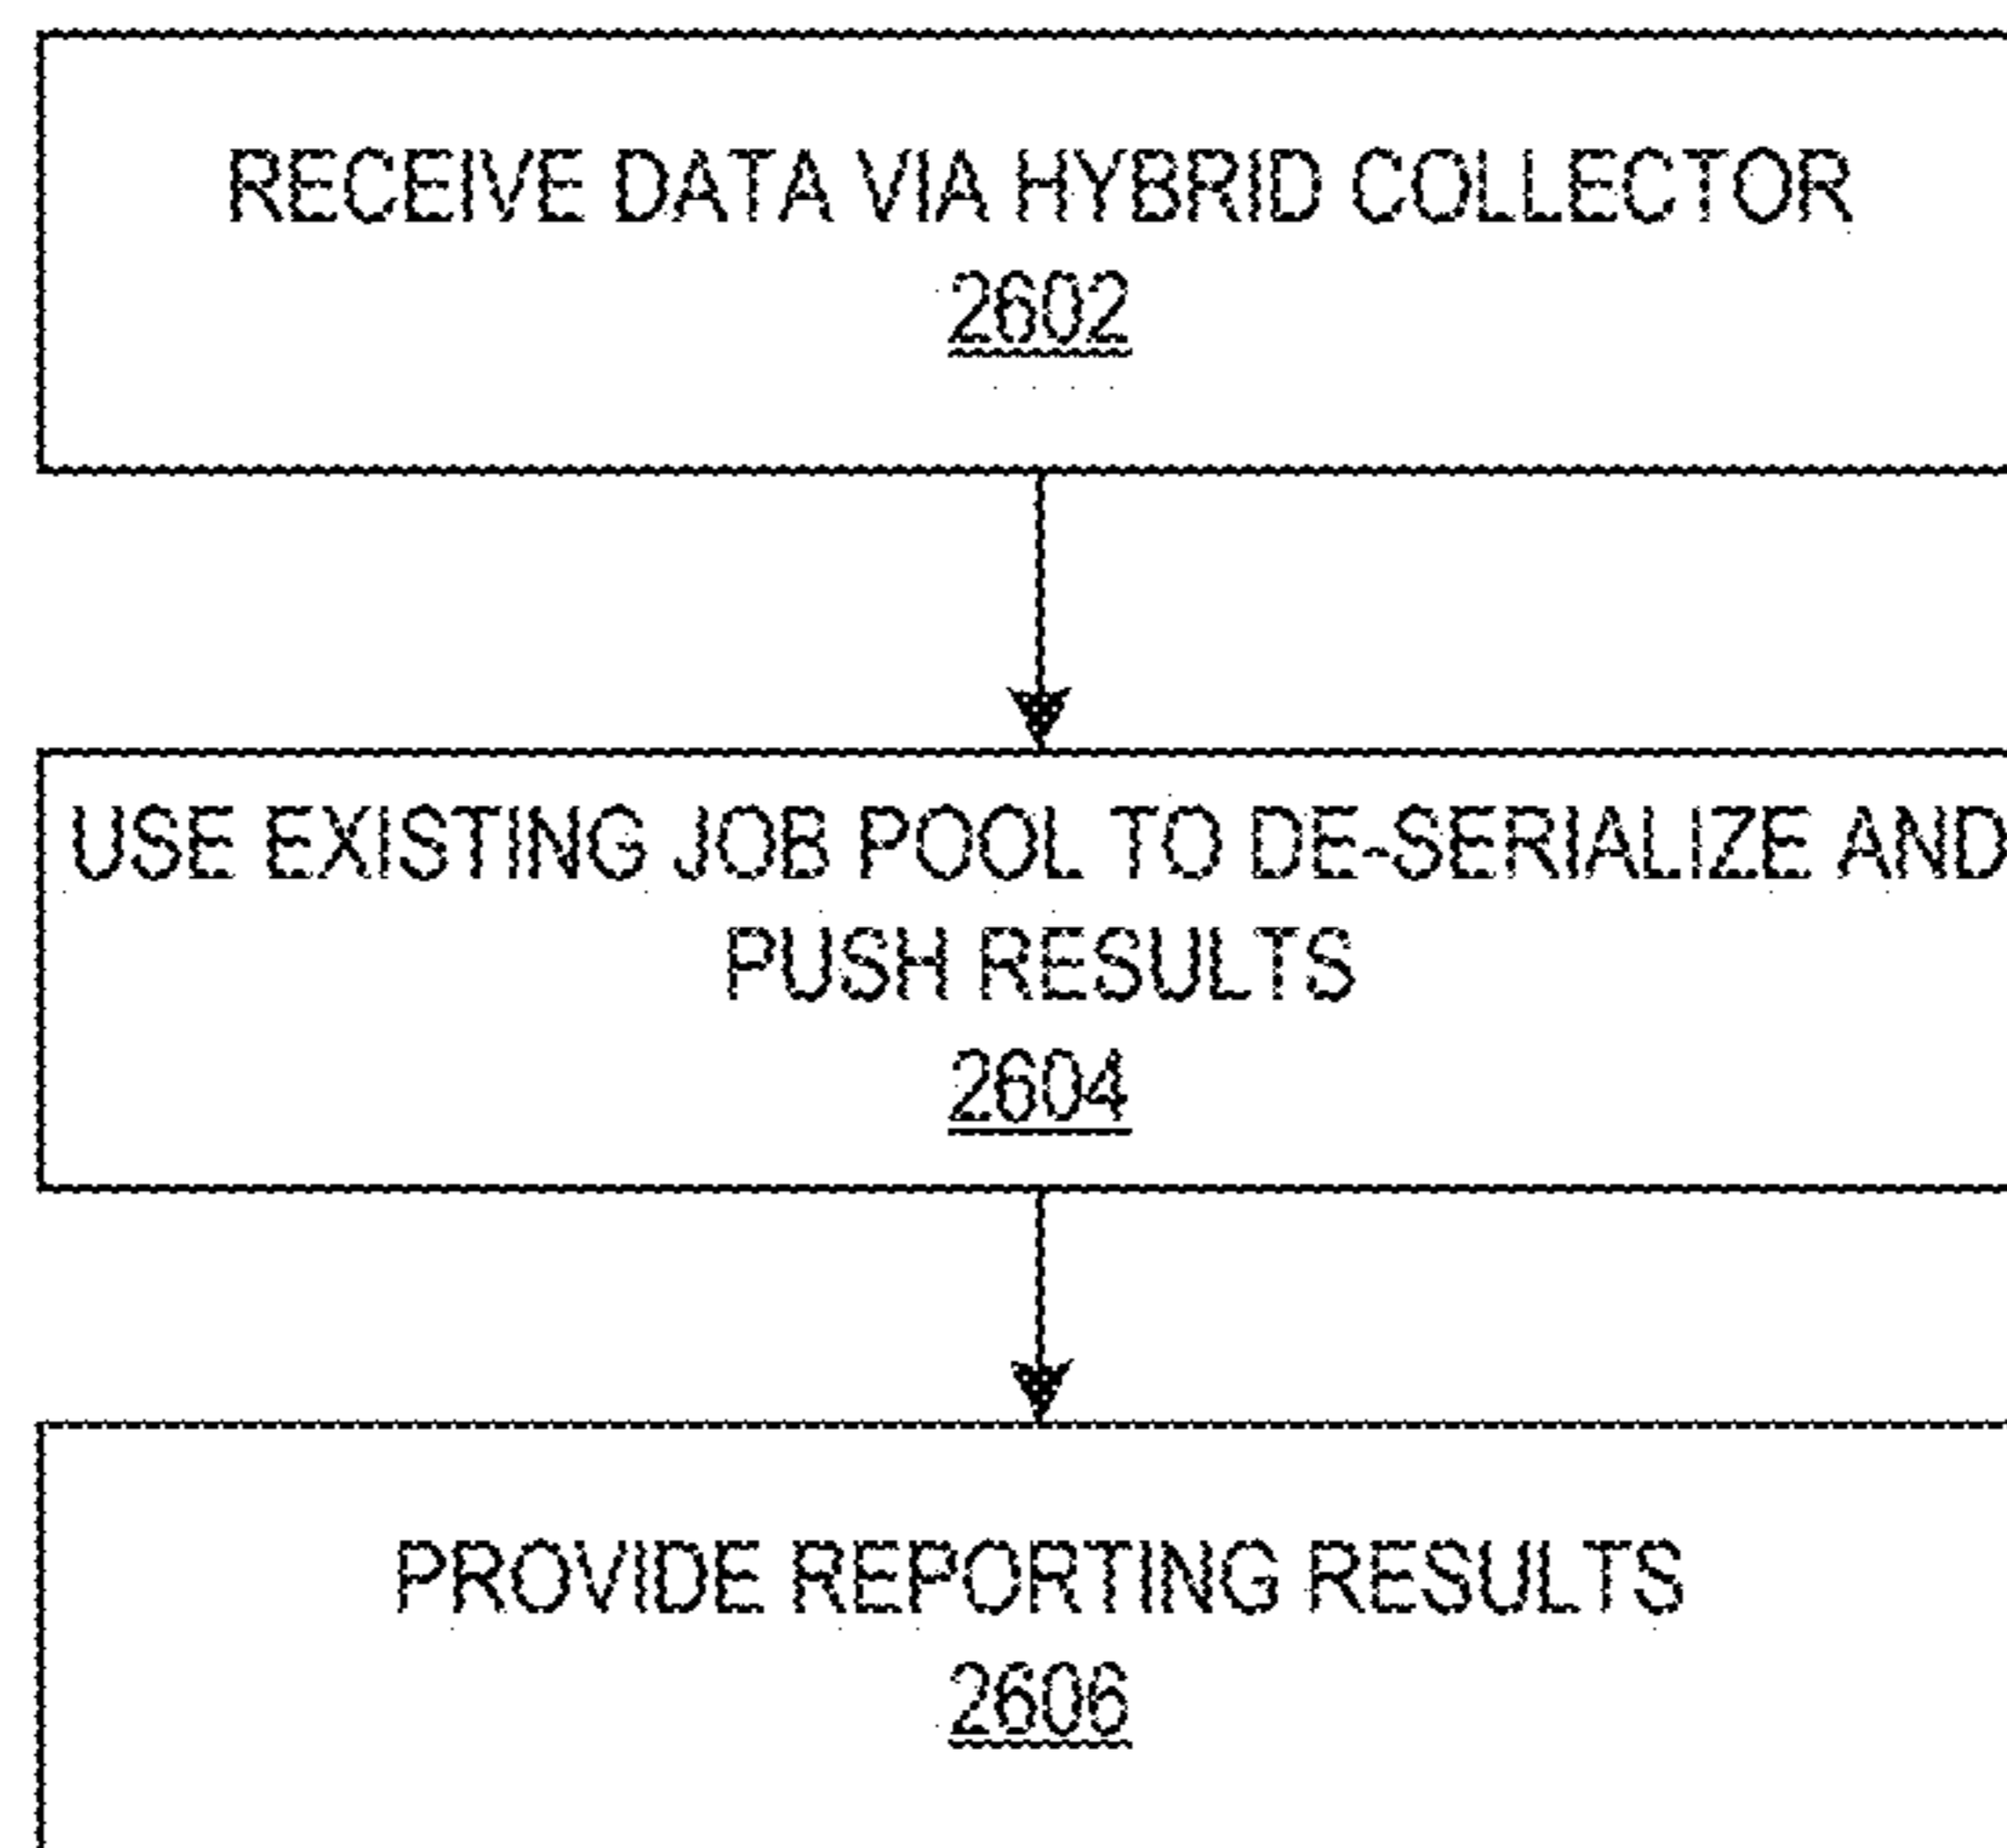 RECEIVE DATA VIA HYBRID COLLECTOR
2602
USE EXISTING JOB POOL TO DE-SERIALIZE AND
PUSH RESULTS
2604
PROVIDE REPORTING RESULTS
2606